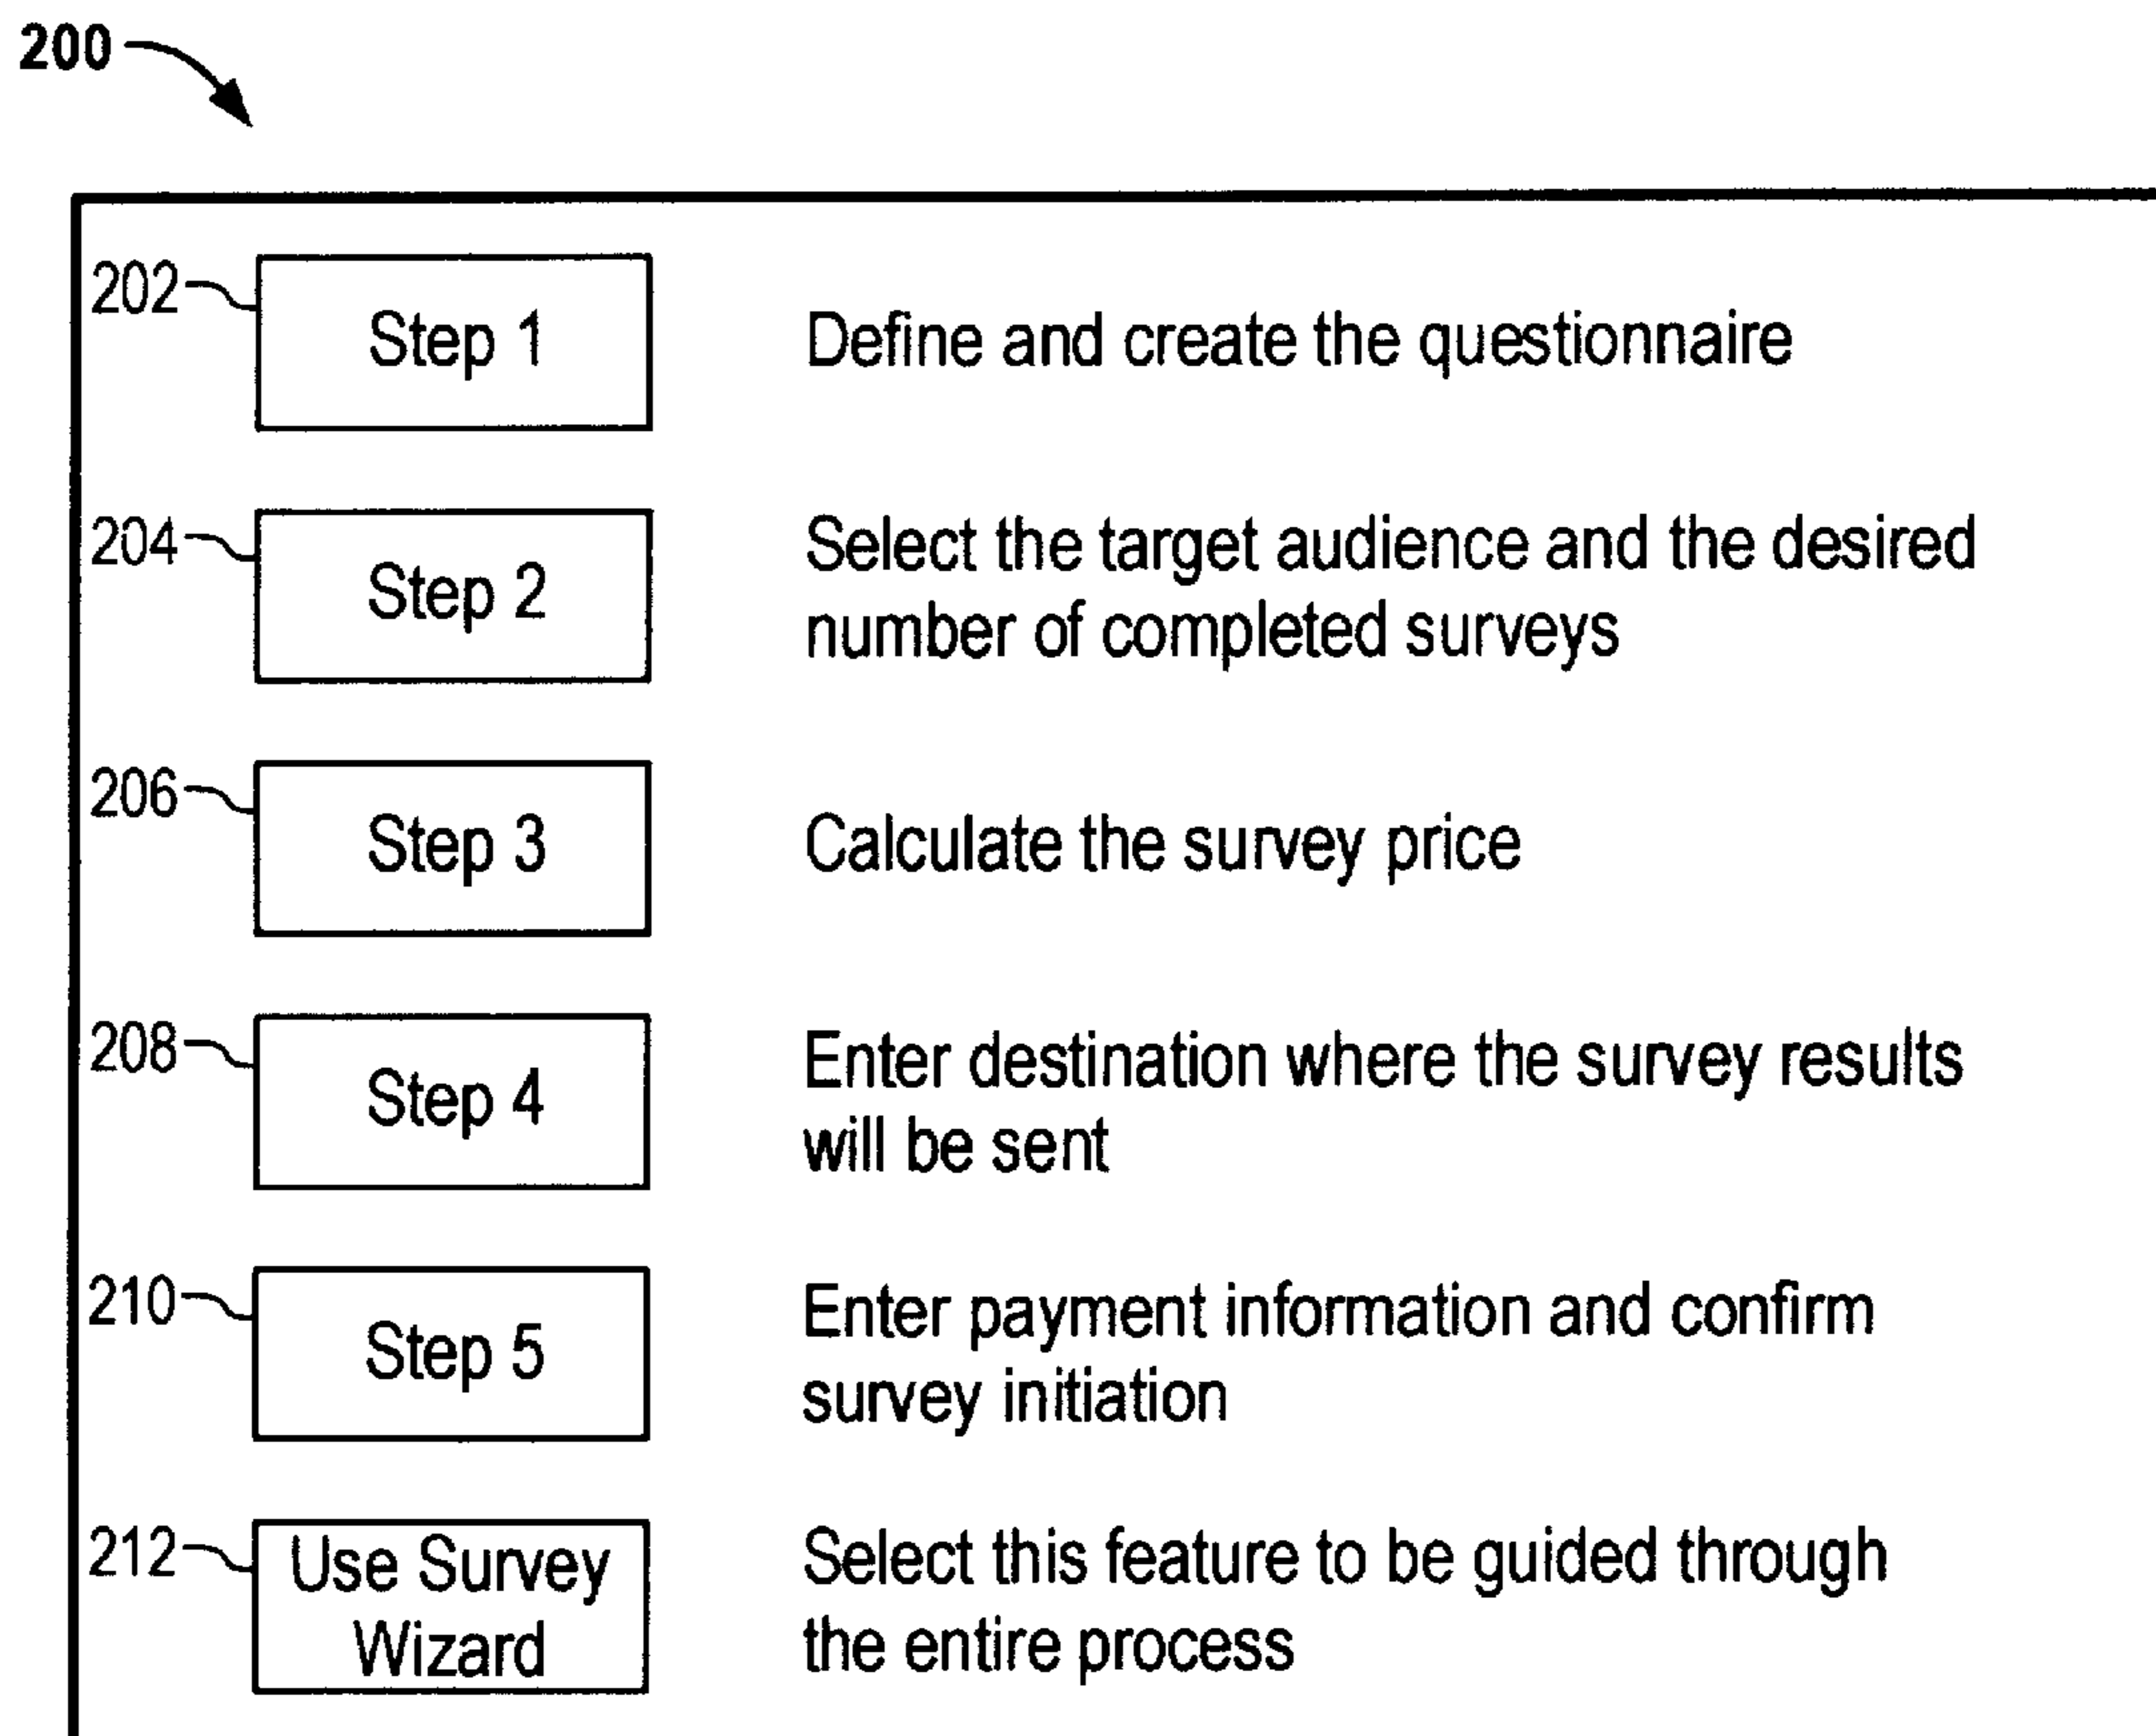 200
202
Step 1
Define and create the questionnaire
204
Step 2
Select the target audience and the desired
number of completed surveys
206
Step 3
Calculate the survey price
208
Step 4
Enter destination where the survey results
will be sent
210
Step 5
Enter payment information and confirm
survey initiation
212
Use Survey
Wizard
Select this feature to be guided through
the entire process